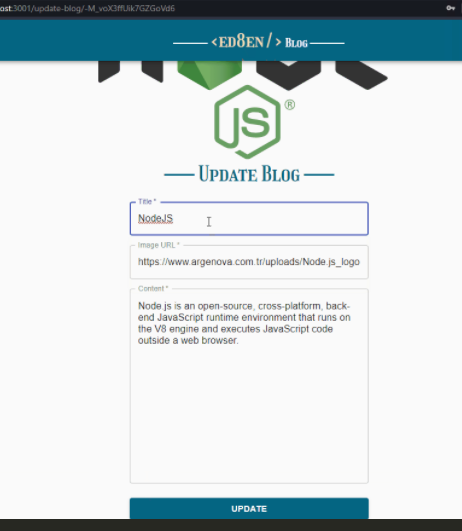 ost:3001/update-blog/-M_voX3ffUik7GZGoVd6
<ED8EN/> BLOG
JS®
UPDATE BLOG
Title *
NodeJS
Image URL *
https://www.argenova.com.tr/uploads/Node.js_logo
Content *
Node.js is an open-source, cross-platform, back-
end JavaScript runtime environment that runs on
the V8 engine and executes JavaScript code
outside a web browser.
UPDATE